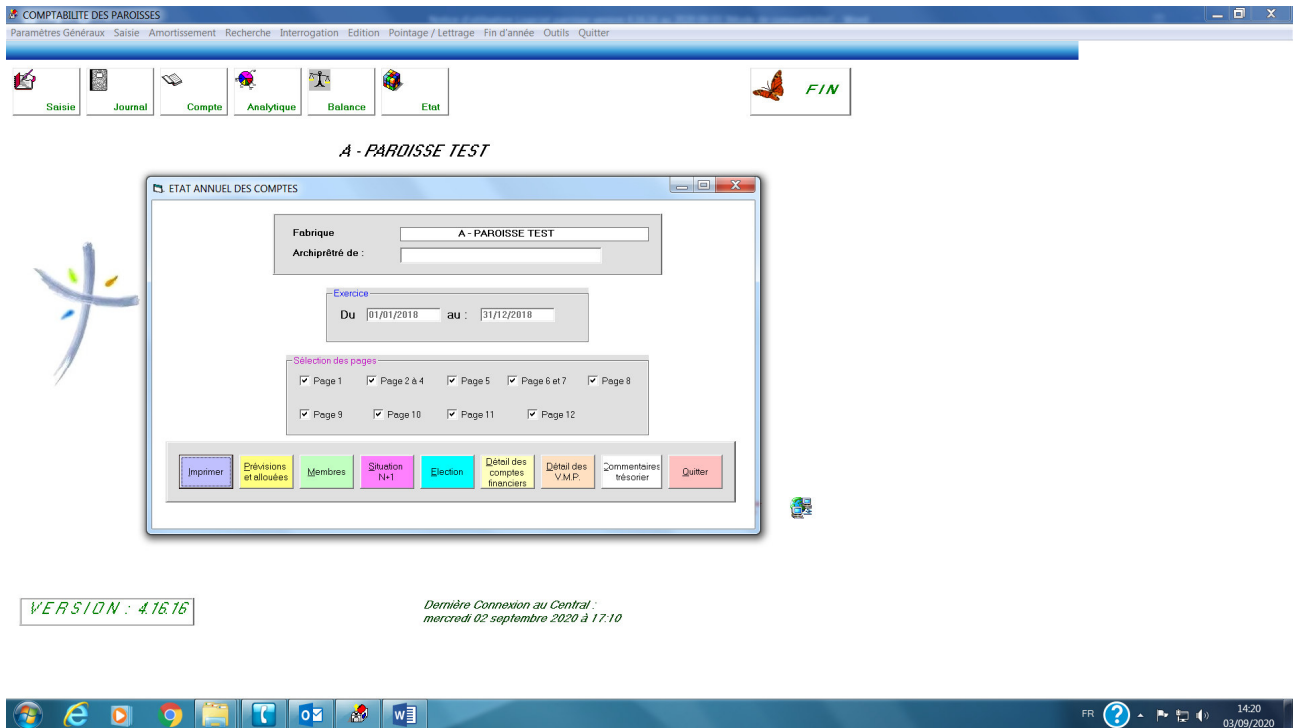 COMPTABILITE DES PAROISSES
Paramètres Généraux Saisie Amortissement Recherche Interrogation Edition Pointage / Lettrage Fin d'année Outils Quitter
Saisie Journal Compte Analytique Balance Etat FIN
A - PAROISSE TEST
ETAT ANNUEL DES COMPTES
Fabrique A - PAROISSE TEST
Archiprêtré de :
Exercice
Du 01/01/2018 au : 31/12/2018
Sélection des pages
Page 1 Page 2 à 4 Page 5 Page 6 et 7 Page 8
Page 9 Page 10 Page 11 Page 12
Imprimer
Prévisions
et allouées
Membres
Situation
N+1
Election
Détail des
comptes
financiers
Détail des
V.M.P.
Commentaires
trésorier
Quitter
VERSION : 4.16.16
Dernière Connexion au Central :
mercredi 02 septembre 2020 à 17:10
FR
14:20
03/09/2020